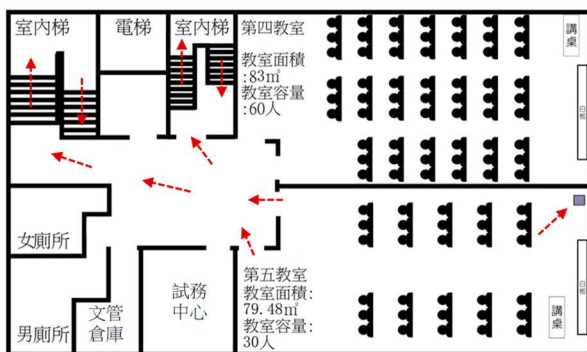 室內梯
電梯
室內梯
第四教室
教室面積
:83㎡
教室容量
:60人
講桌
白板
女廁所
男廁所
文管
倉庫
試務
中心
第五教室
教室面積:
79.48㎡
教室容量:
30人
講桌
白板